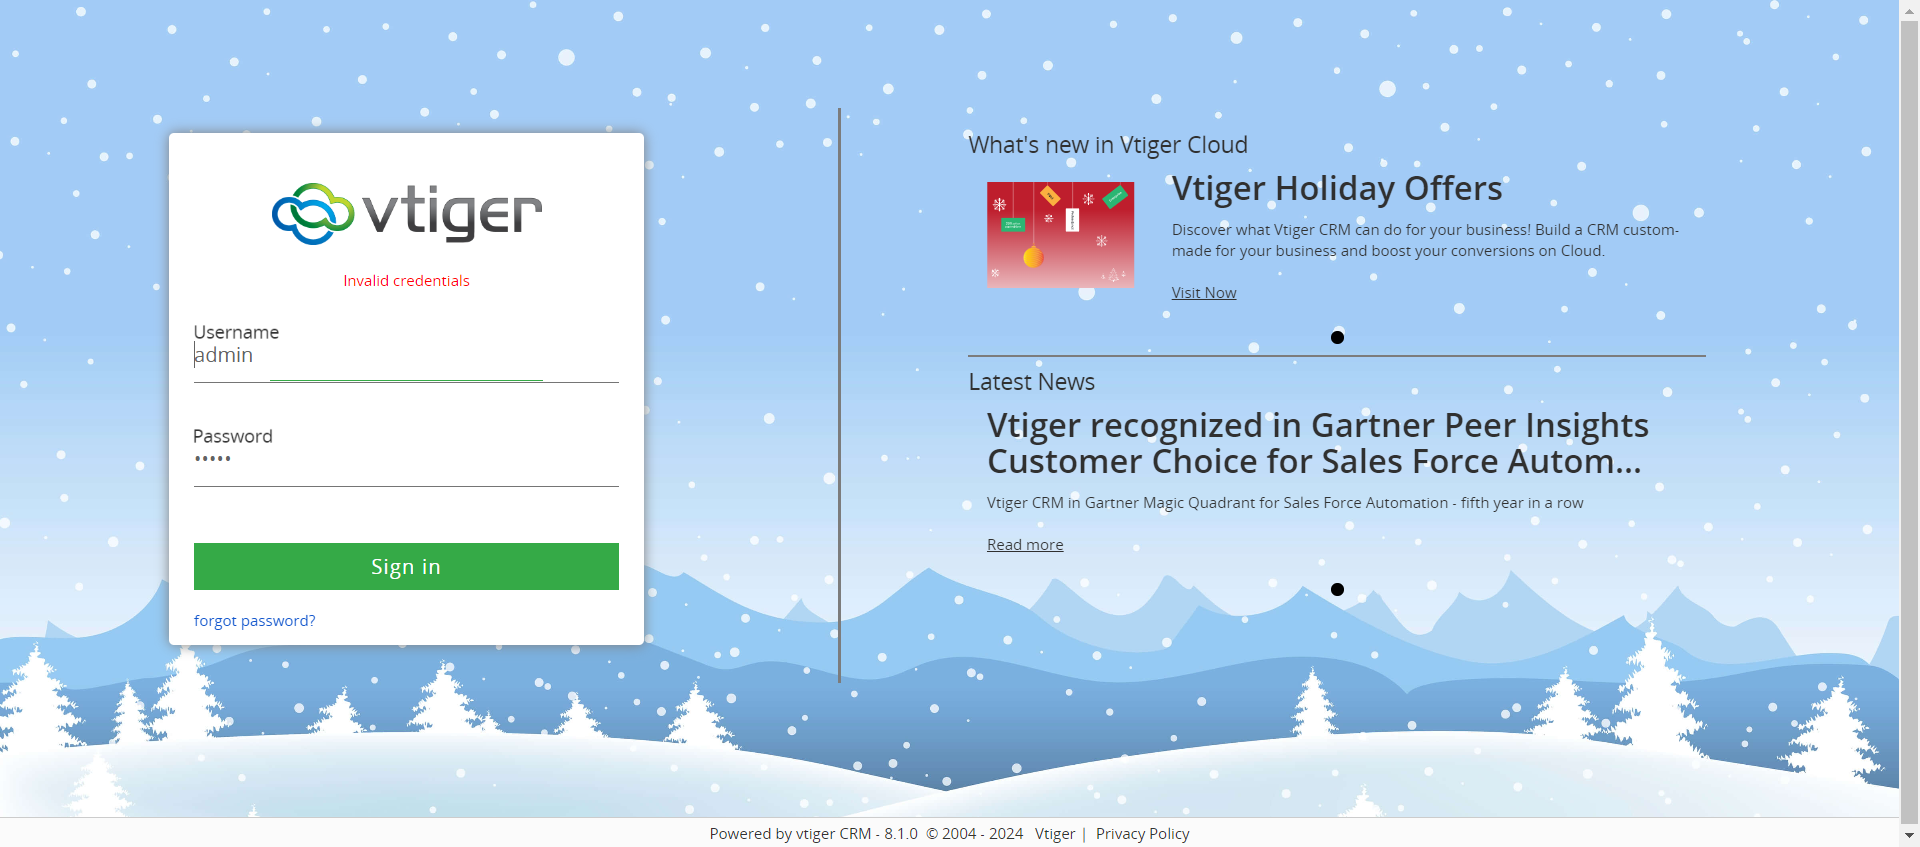 vtiger
Invalid credentials
Username
admin
Password
•••••
Sign in
forgot password?
What's new in Vtiger Cloud
Vtiger Holiday Offers
Discover what Vtiger CRM can do for your business! Build a CRM custom-
made for your business and boost your conversions on Cloud.
Visit Now
Latest News
Vtiger recognized in Gartner Peer Insights
Customer Choice for Sales Force Autom...
Vtiger CRM in Gartner Magic Quadrant for Sales Force Automation - fifth year in a row
Read more
Powered by vtiger CRM - 8.1.0 © 2004 - 2024 Vtiger | Privacy Policy